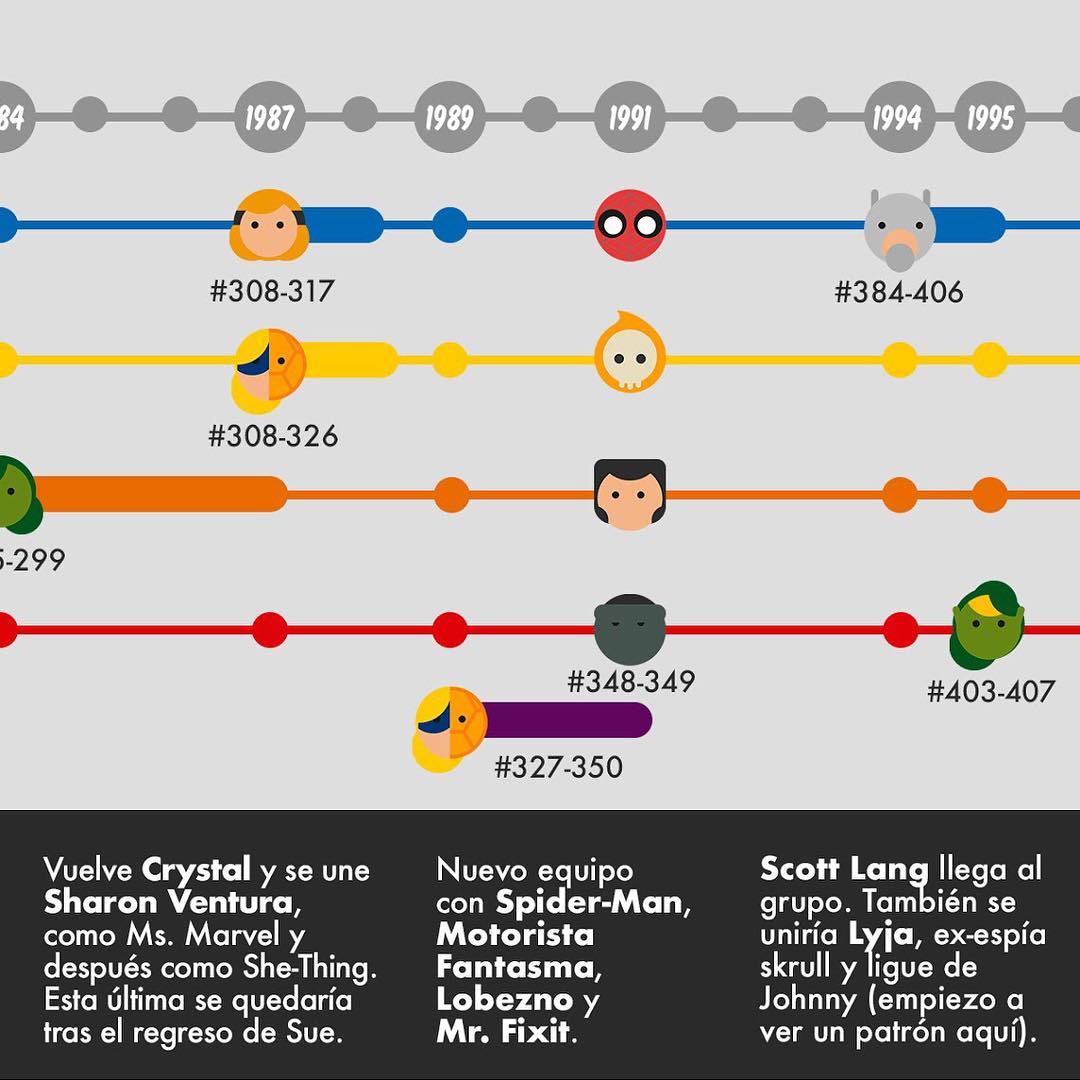 84
1987
1989
1991
1994
1995
#308-317
#384-406
#308-326
5-299
#348-349
#403-407
#327-350
Vuelve Crystal y se une
Sharon Ventura,
como Ms. Marvel y
después como She-Thing.
Esta última se quedaría
tras el regreso de Sue.
Nuevo equipo
con Spider-Man,
Motorista
Fantasma,
Lobezno y
Mr. Fixit.
Scott Lang llega al
grupo. También se
uniría Lyja, ex-espía
skrull y ligue de
Johnny (empiezo a
ver un patrón aquí).